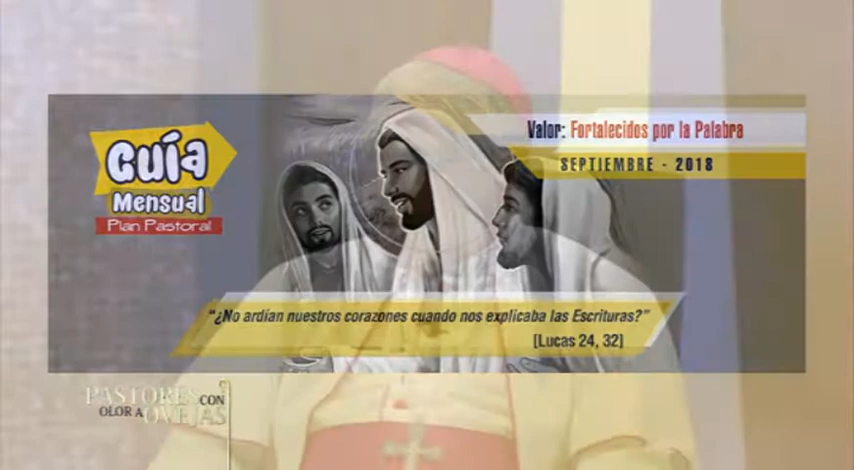 Guía
Mensual
Plan Pastoral
Valor: Fortalecidos por la Palabra
SEPTIEMBRE - 2018
"¿No ardían nuestros corazones cuando nos explicaba las Escrituras?"
[Lucas 24, 32]
PASTORES CON
OLOR A OVEJAS